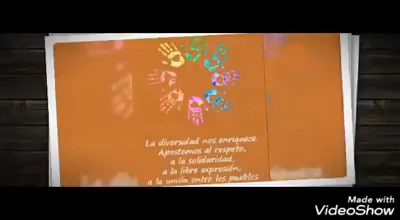 La diversidad nos enriquece.
Apostemos al respeto,
a la solidaridad,
a la libre expresión,
a la unión entre los pueblos
Made with
VideoShow